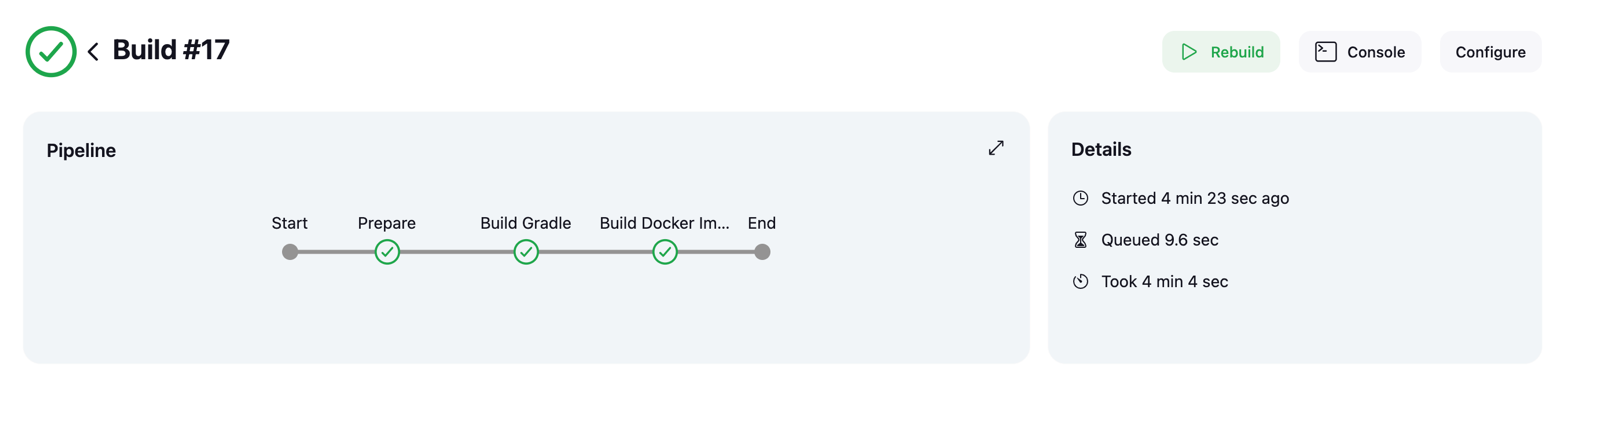 Build #17
Rebuild
Console
Configure
Pipeline
Start
Prepare
Build Gradle
Build Docker Im...
End
Details
Started 4 min 23 sec ago
Queued 9.6 sec
Took 4 min 4 sec